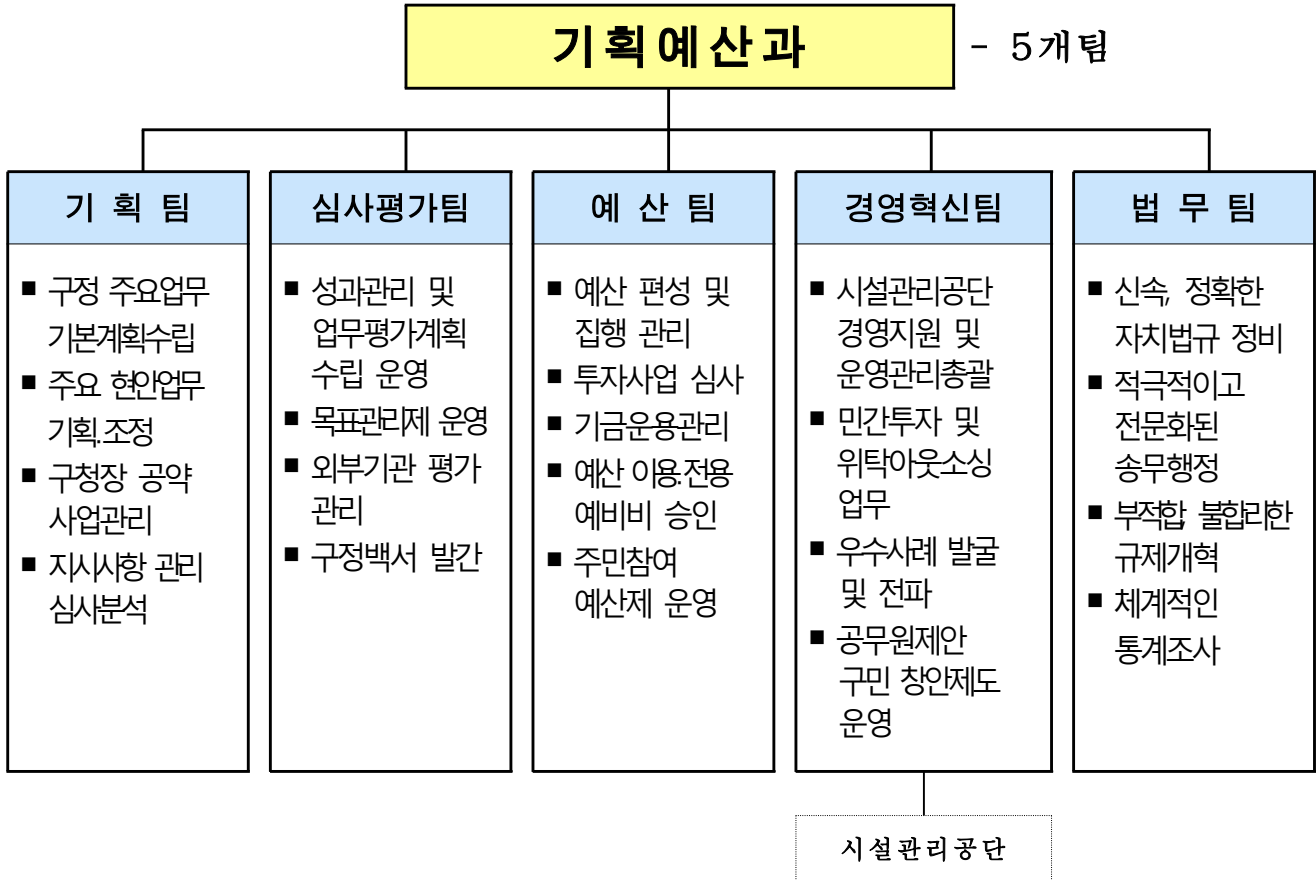 기획예산과 - 5개팀
기 획 팀
■ 구정 주요업무
기본계획수립
■ 주요 현안업무
기획.조정
■ 구청장 공약
사업관리
■ 지시사항 관리
심사분석
심사평가팀
■ 성과관리 및
업무평가계획
수립 운영
■ 목표관리제 운영
■ 외부기관 평가
관리
■ 구정백서 발간
예 산 팀
■ 예산 편성 및
집행 관리
■ 투자사업 심사
■ 기금운용관리
■ 예산 이용.전용
예비비 승인
■ 주민참여
예산제 운영
경영혁신팀
■ 시설관리공단
경영지원 및
운영관리총괄
■ 민간투자 및
위탁아웃소싱
업무
■ 우수사례 발굴
및 전파
■ 공무원제안
구민 창안제도
운영
법 무 팀
■ 신속, 정확한
자치법규 정비
■ 적극적이고
전문화된
송무행정
■ 부적합, 불합리한
규제개혁
■ 체계적인
통계조사
시설관리공단